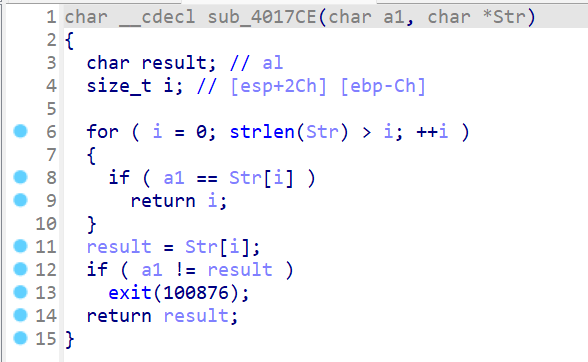 1 char __cdecl sub_4017CE(char a1, char *Str)
2 {
3   char result; // al
4   size_t i; // [esp+2Ch] [ebp-Ch]
5
6   for ( i = 0; strlen(Str) > i; ++i )
7   {
8     if ( a1 == Str[i] )
9       return i;
10   }
11   result = Str[i];
12   if ( a1 != result )
13     exit(100876);
14   return result;
15 }